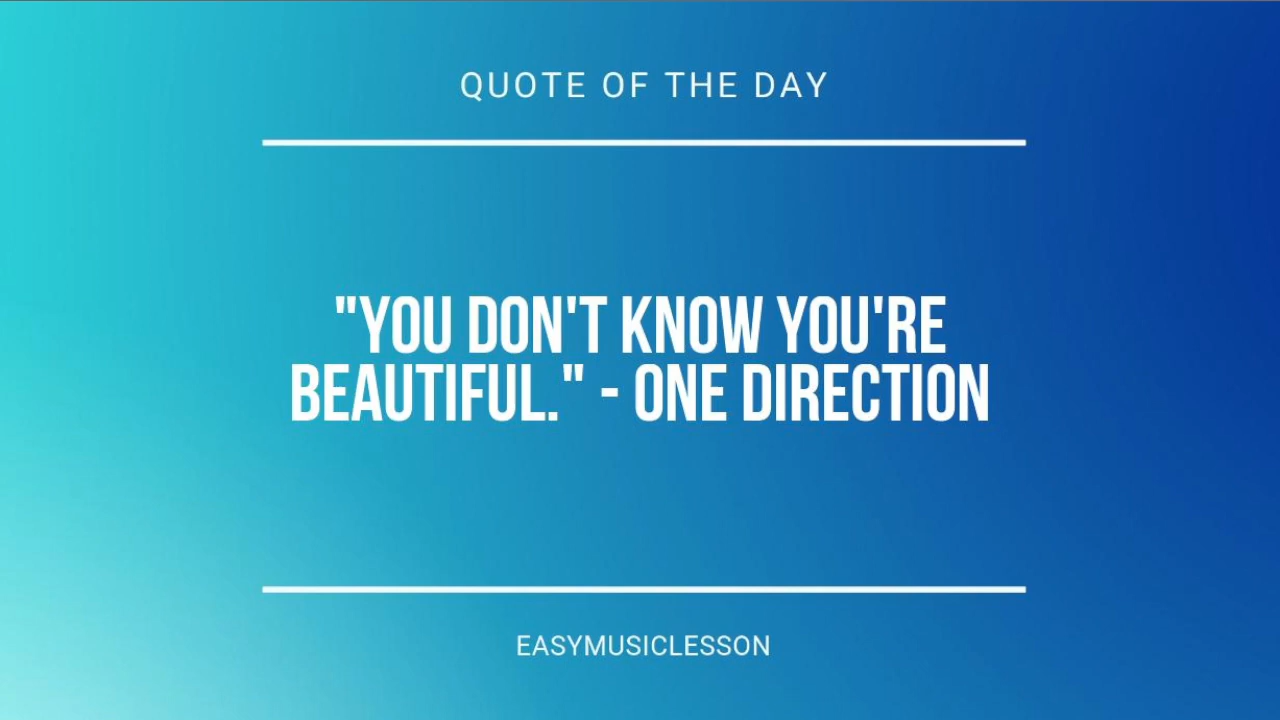 QUOTE OF THE DAY
"YOU DON'T KNOW YOU'RE
BEAUTIFUL." - ONE DIRECTION
EASYMUSICLESSON